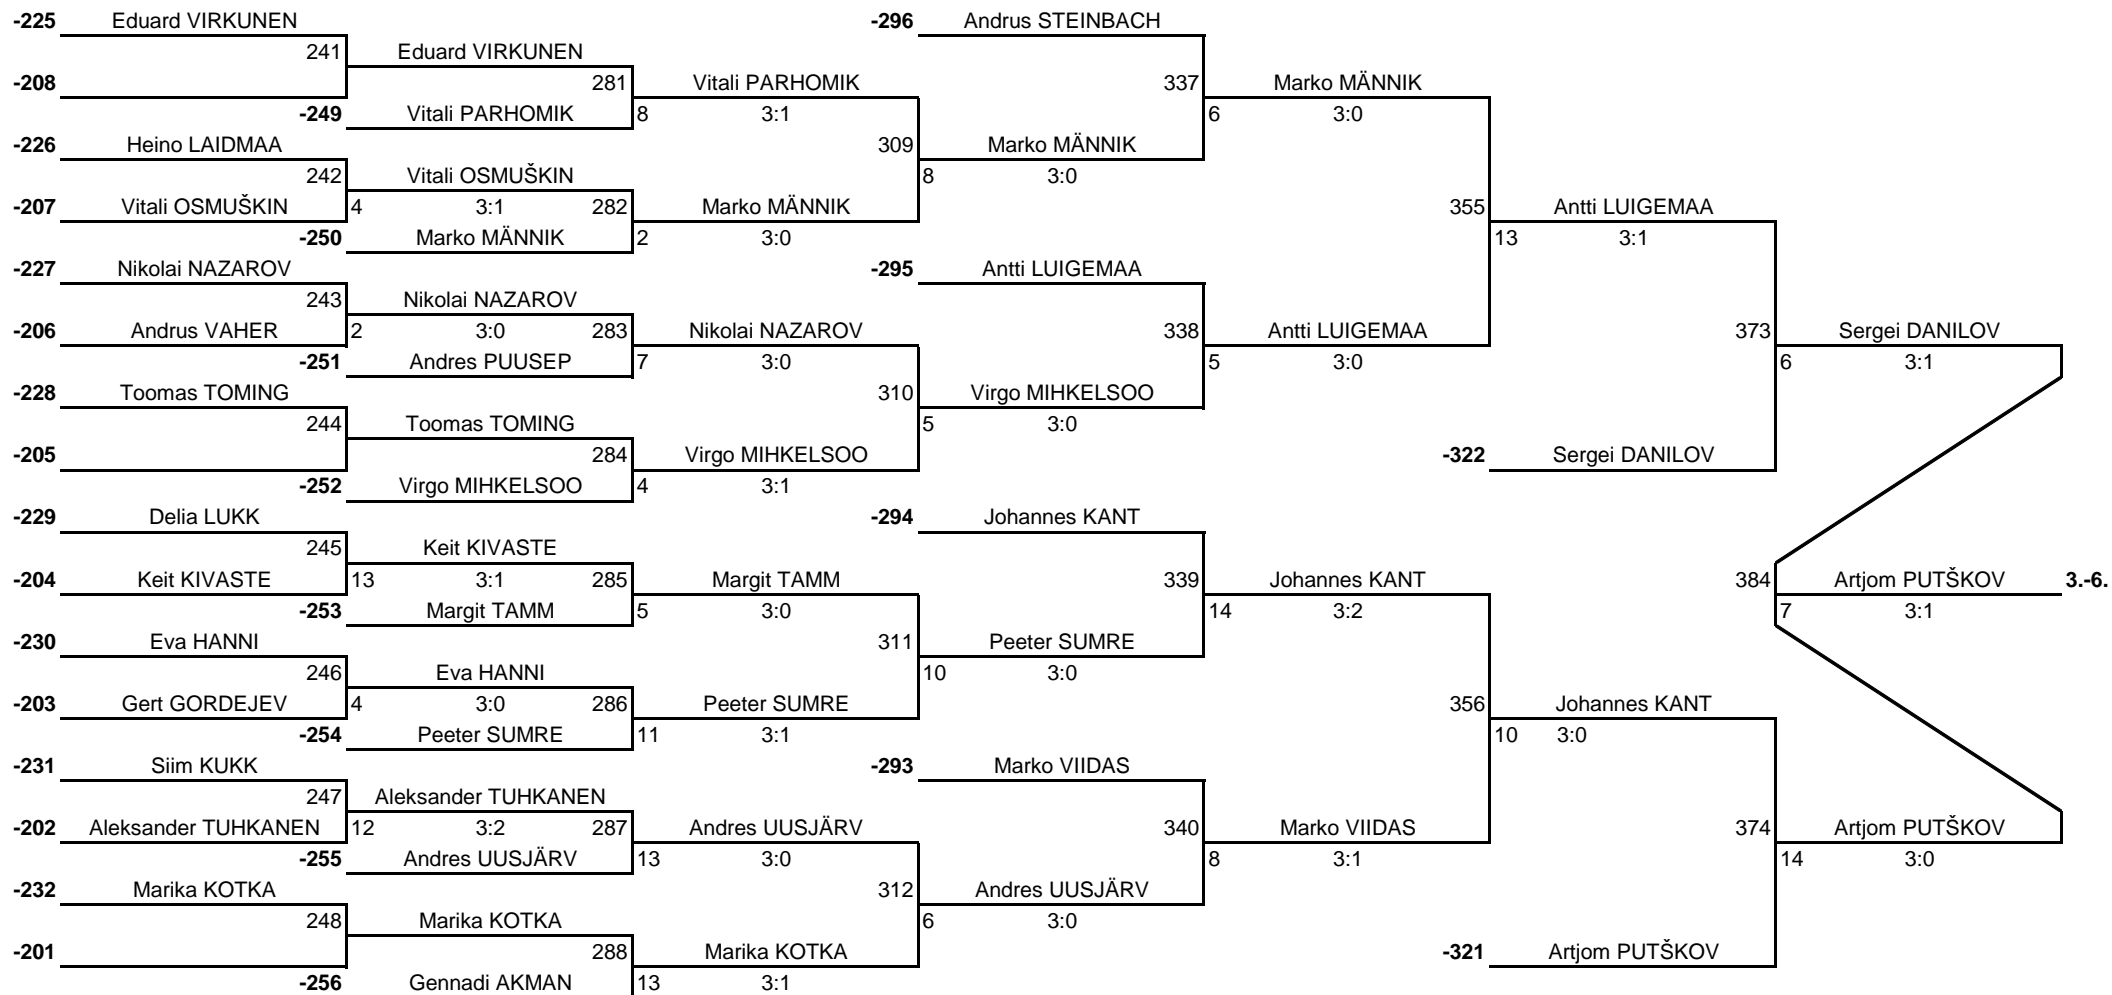 -225 Eduard VIRKUNEN -296 Andrus STEINBACH
241 Eduard VIRKUNEN
-208 281 Vitali PARHOMIK 337 Marko MÄNNIK
-249 Vitali PARHOMIK 8 3:1 6 3:0
-226 Heino LAIDMAA 309 Marko MÄNNIK
242 Vitali OSMUŠKIN 8 3:0
-207 Vitali OSMUŠKIN 4 3:1 282 Marko MÄNNIK 355 Antti LUIGEMAA
-250 Marko MÄNNIK 2 3:0 13 3:1
-227 Nikolai NAZAROV -295 Antti LUIGEMAA
243 Nikolai NAZAROV
-206 Andrus VAHER 2 3:0 283 Nikolai NAZAROV 338 Antti LUIGEMAA 373 Sergei DANILOV
-251 Andres PUUSEP 7 3:0 5 3:0 6 3:1
-228 Toomas TOMING 310 Virgo MIHKELSOO
244 Toomas TOMING 5 3:0
-205 284 Virgo MIHKELSOO -322 Sergei DANILOV
-252 Virgo MIHKELSOO 4 3:1
-229 Delia LUKK -294 Johannes KANT
245 Keit KIVASTE
-204 Keit KIVASTE 13 3:1 285 Margit TAMM 339 Johannes KANT 384 Artjom PUTŠKOV 3.-6.
-253 Margit TAMM 5 3:0 14 3:2 7 3:1
-230 Eva HANNI 311 Peeter SUMRE
246 Eva HANNI 10 3:0
-203 Gert GORDEJEV 4 3:0 286 Peeter SUMRE 356 Johannes KANT
-254 Peeter SUMRE 11 3:1 10 3:0
-231 Siim KUKK -293 Marko VIIDAS
247 Aleksander TUHKANEN
-202 Aleksander TUHKANEN 12 3:2 287 Andres UUSJÄRV 340 Marko VIIDAS 374 Artjom PUTŠKOV
-255 Andres UUSJÄRV 13 3:0 8 3:1 14 3:0
-232 Marika KOTKA 312 Andres UUSJÄRV
248 Marika KOTKA 6 3:0
-201 288 Marika KOTKA -321 Artjom PUTŠKOV
-256 Gennadi AKMAN 13 3:1